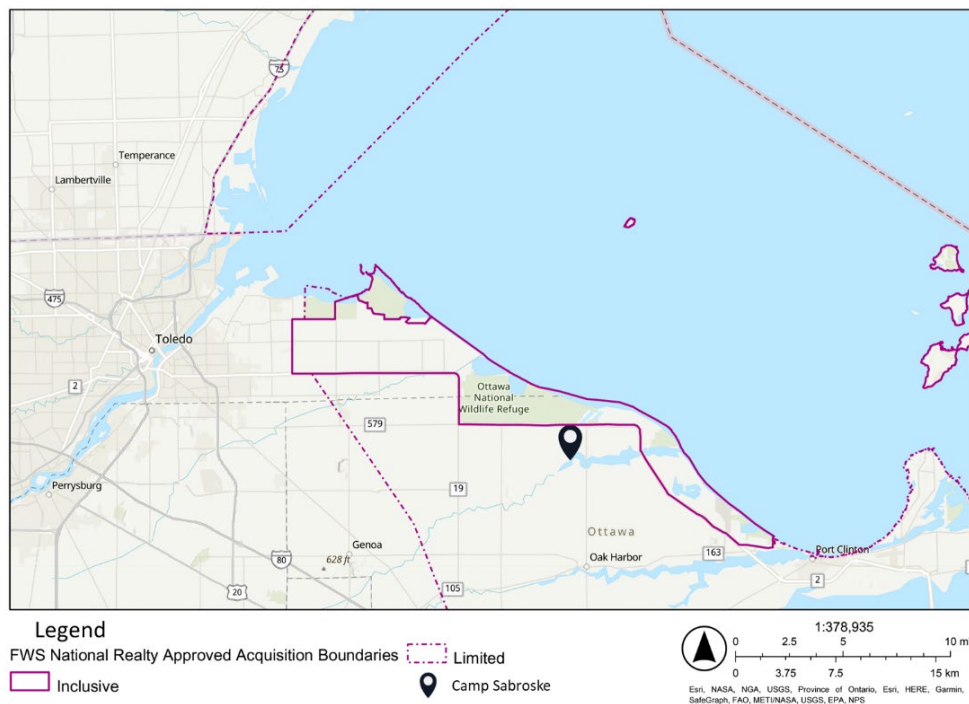 75
Temperance
Lambertville
475
Toledo
2
Ottawa
National
Wildlife Refuge
579
Perrysburg
19
Ottawa
Genoa
80
628 ft
Oak Harbor
163
Port Clinton
2
20
105
Legend
FWS National Realty Approved Acquisition Boundaries
Limited
Inclusive
Camp Sabroske
1:378,935
0 2.5 5 10 m
0 3.75 7.5 15 km
Esri, NASA, NGA, USGS, Province of Ontario, Esri, HERE, Garmin,
SafeGraph, FAO, METI/NASA, USGS, EPA, NPS